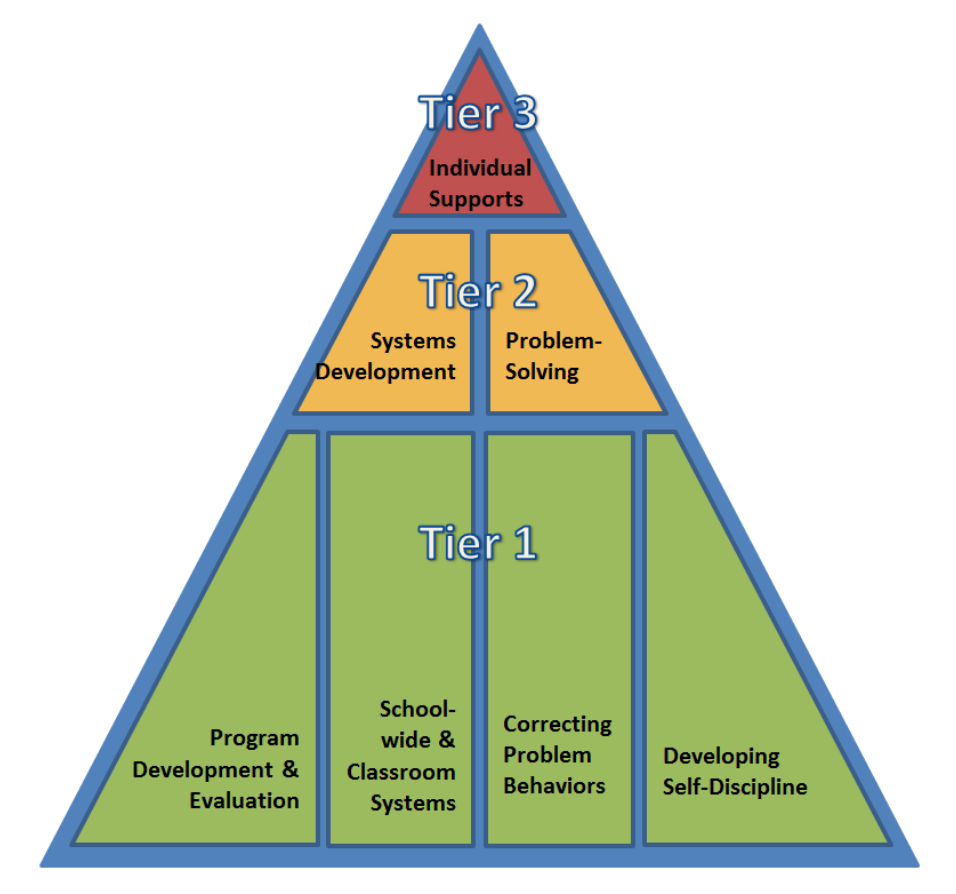 Tier 3
Individual
Supports
Tier 2
Systems
Development
Problem-
Solving
Tier 1
Program
Development &
Evaluation
School-
wide &
Classroom
Systems
Correcting
Problem
Behaviors
Developing
Self-Discipline